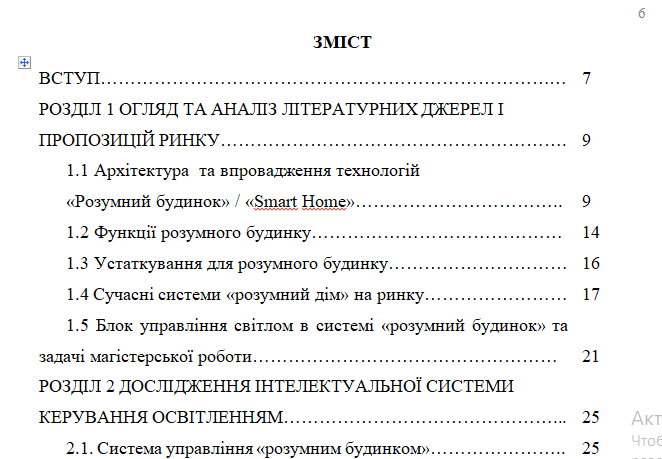 6
ЗМІСТ
ВСТУП……………………………………………………………………… 7
РОЗДІЛ 1 ОГЛЯД ТА АНАЛІЗ ЛІТЕРАТУРНИХ ДЖЕРЕЛ І
ПРОПОЗИЦІЙ РИНКУ…………………………………………………… 9
1.1 Архітектура та впровадження технологій
«Розумний будинок» / «Smart Home»…………………………….. 9
1.2 Функції розумного будинку…………………………………… 14
1.3 Устаткування для розумного будинку………………………… 16
1.4 Сучасні системи «розумний дім» на ринку…………………… 17
1.5 Блок управління світлом в системі «розумний будинок» та
задачі магістерської роботи…………………………………………… 21
РОЗДІЛ 2 ДОСЛІДЖЕННЯ ІНТЕЛЕКТУАЛЬНОЇ СИСТЕМИ
КЕРУВАННЯ ОСВІТЛЕННЯМ……………………………………….. 25
2.1. Система управління «розумним будинком»…………………. 25
Акт
Чтоб